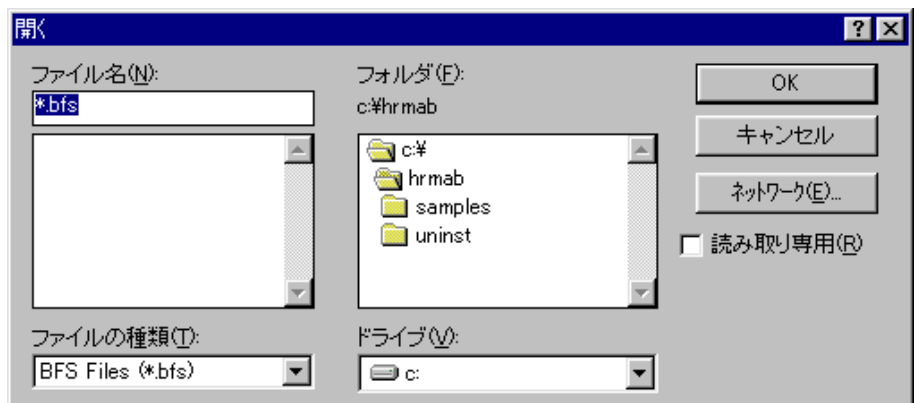 開く
ファイル名(N):
*.bfs
フォルダ(F):
c:¥hrmab
c:¥
hrmab
samples
uninst
OK
キャンセル
ネットワーク(E)...
読み取り専用(R)
ファイルの種類(T):
BFS Files (*.bfs)
ドライブ(V):
c: